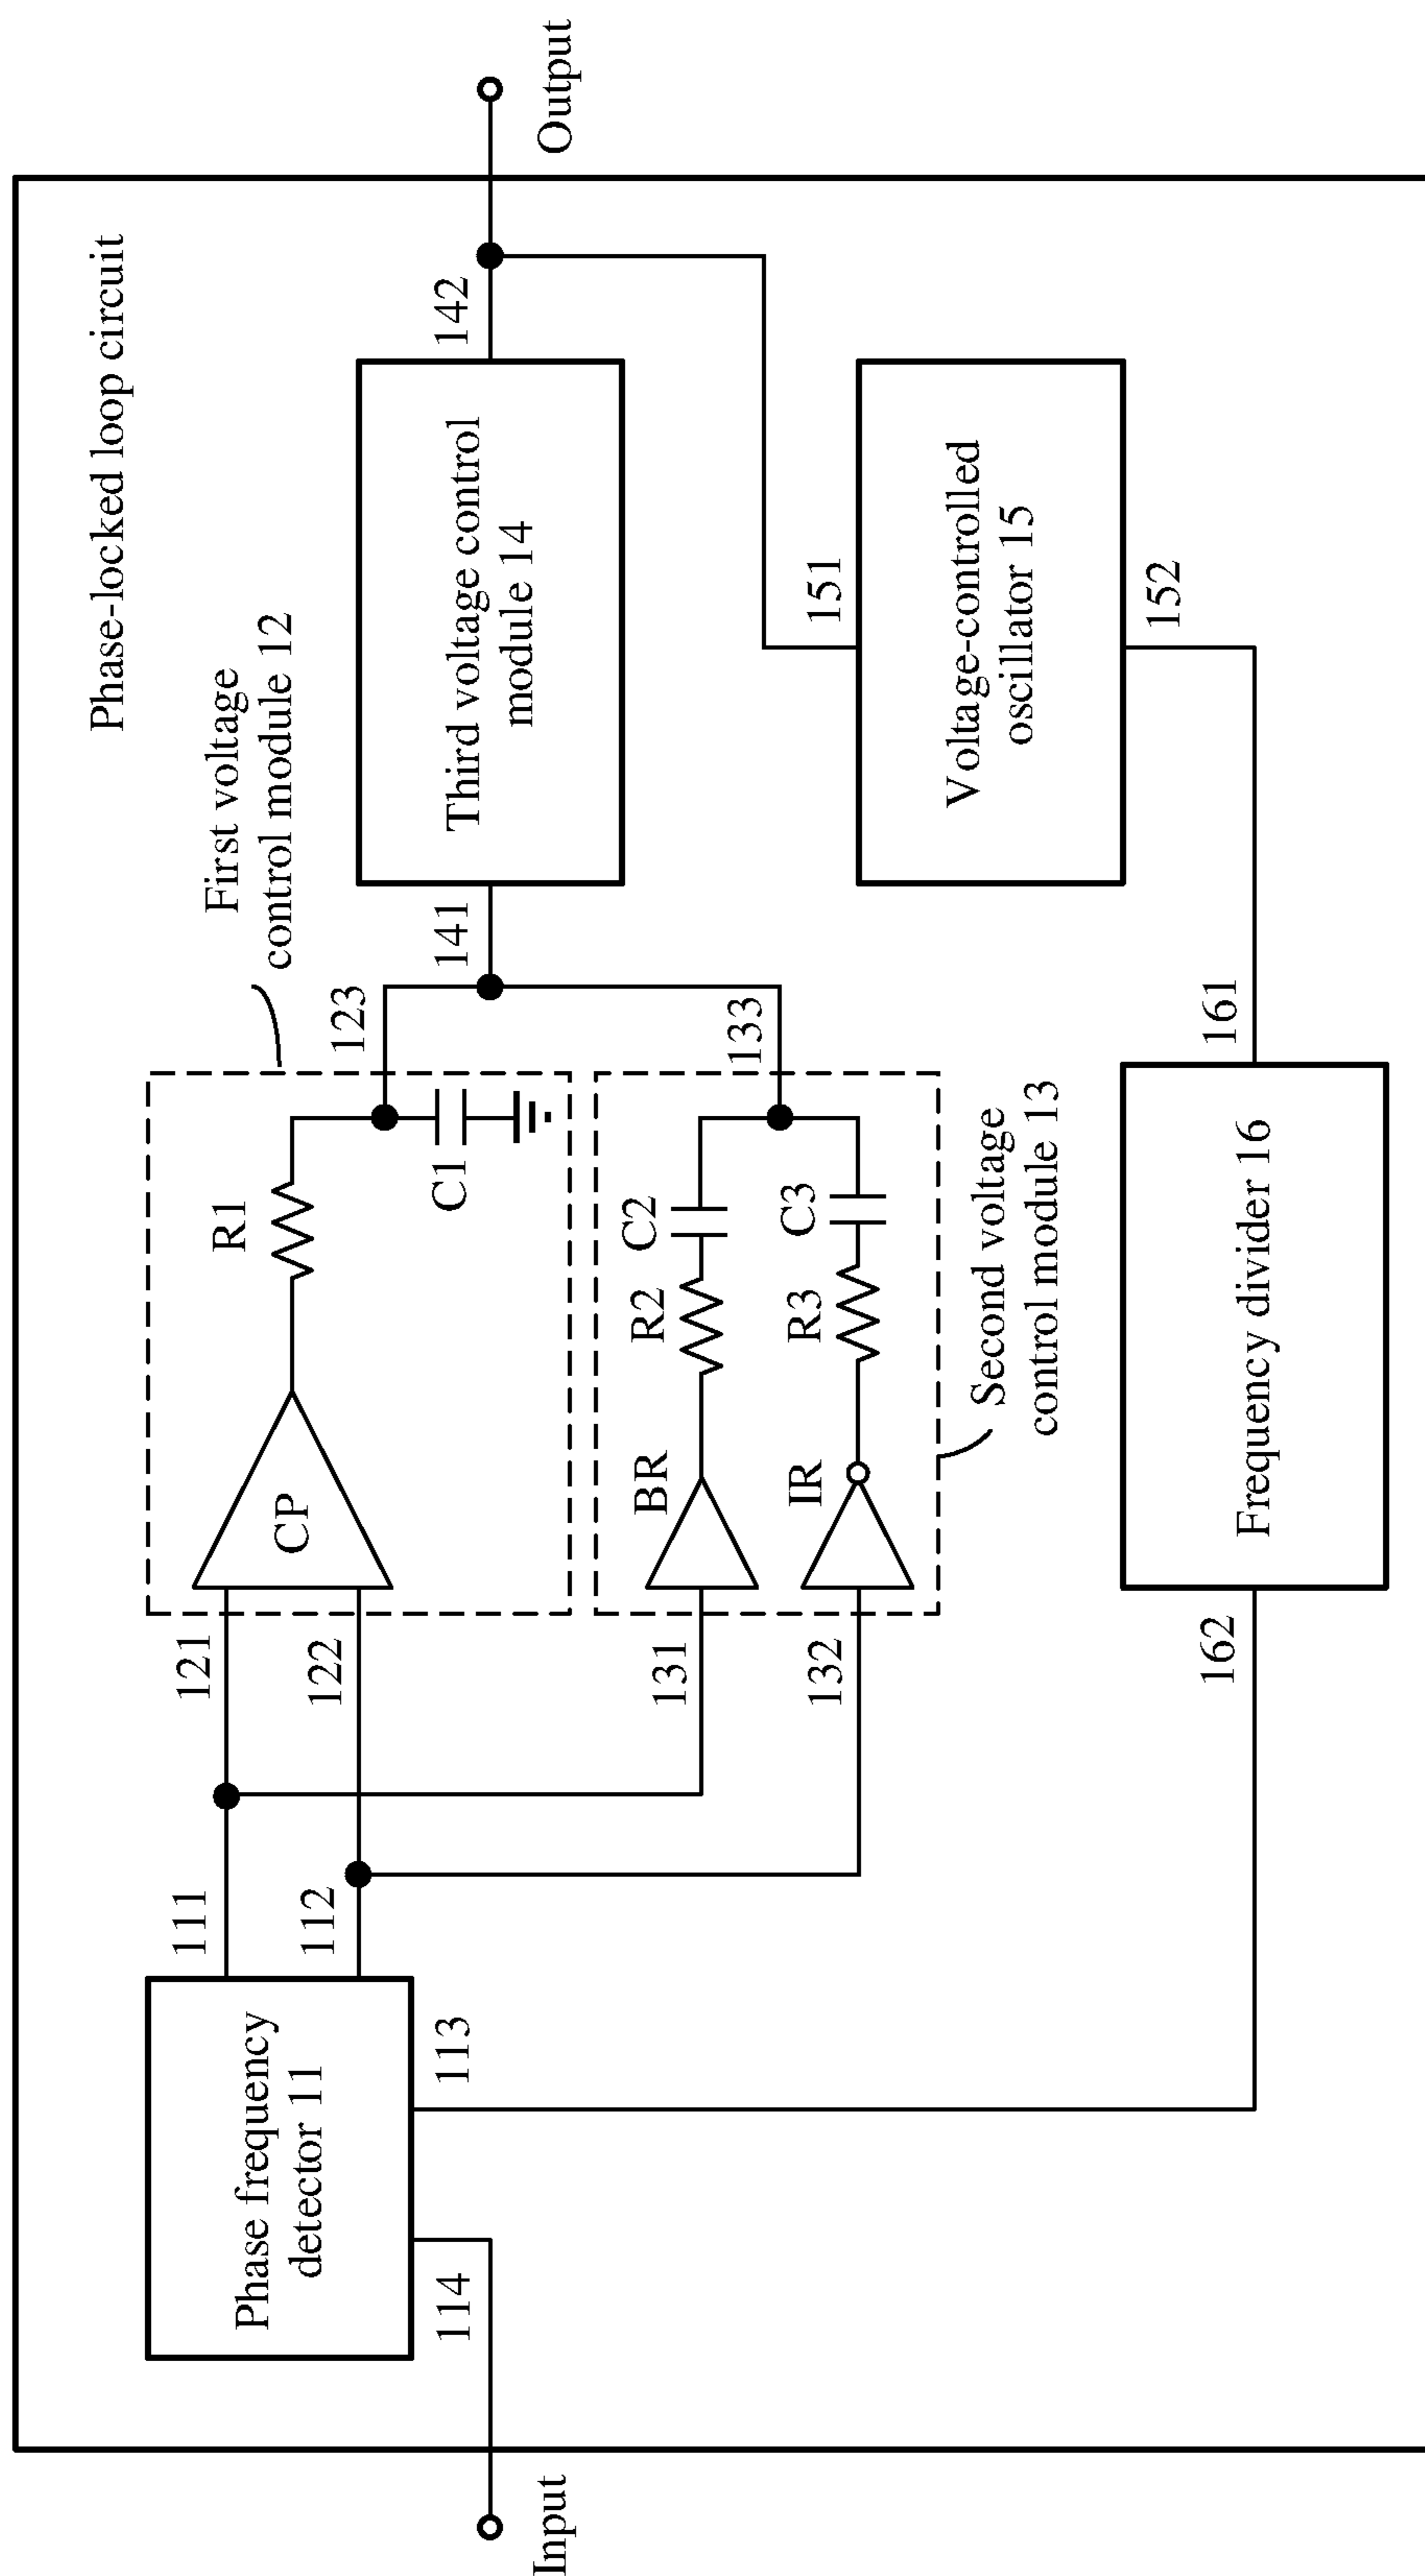 Phase-locked loop circuit
First voltage
control module 12
Phase frequency
detector 11
111
112
113
114
Input
121
122
CP
R1
C1
123
131
132
BR
R2
C2
IR
R3
C3
133
Second voltage
control module 13
141
Third voltage control
module 14
142
Output
151
Voltage-controlled
oscillator 15
152
161
Frequency divider 16
162